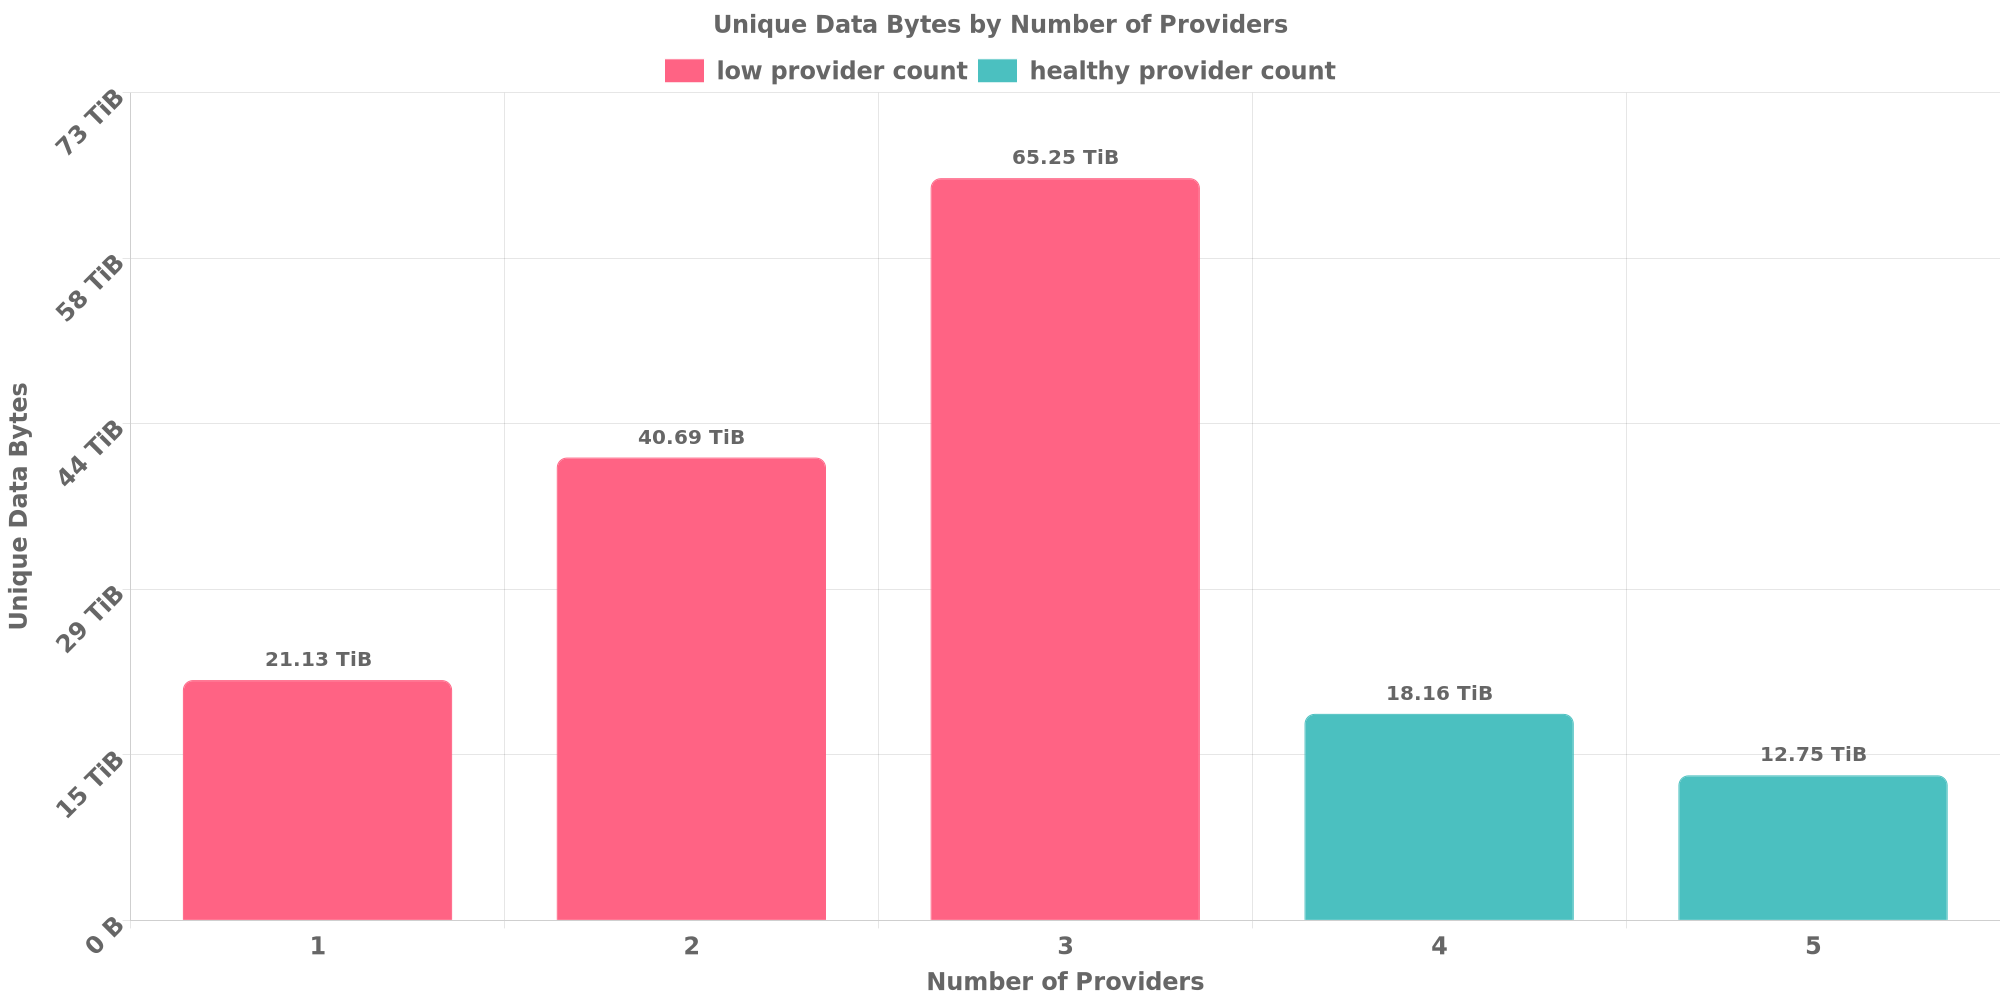 Unique Data Bytes by Number of Providers
low provider count healthy provider count
73 TiB
58 TiB
44 TiB
29 TiB
15 TiB
0 B
Unique Data Bytes
21.13 TiB
40.69 TiB
65.25 TiB
18.16 TiB
12.75 TiB
1 2 3 4 5
Number of Providers